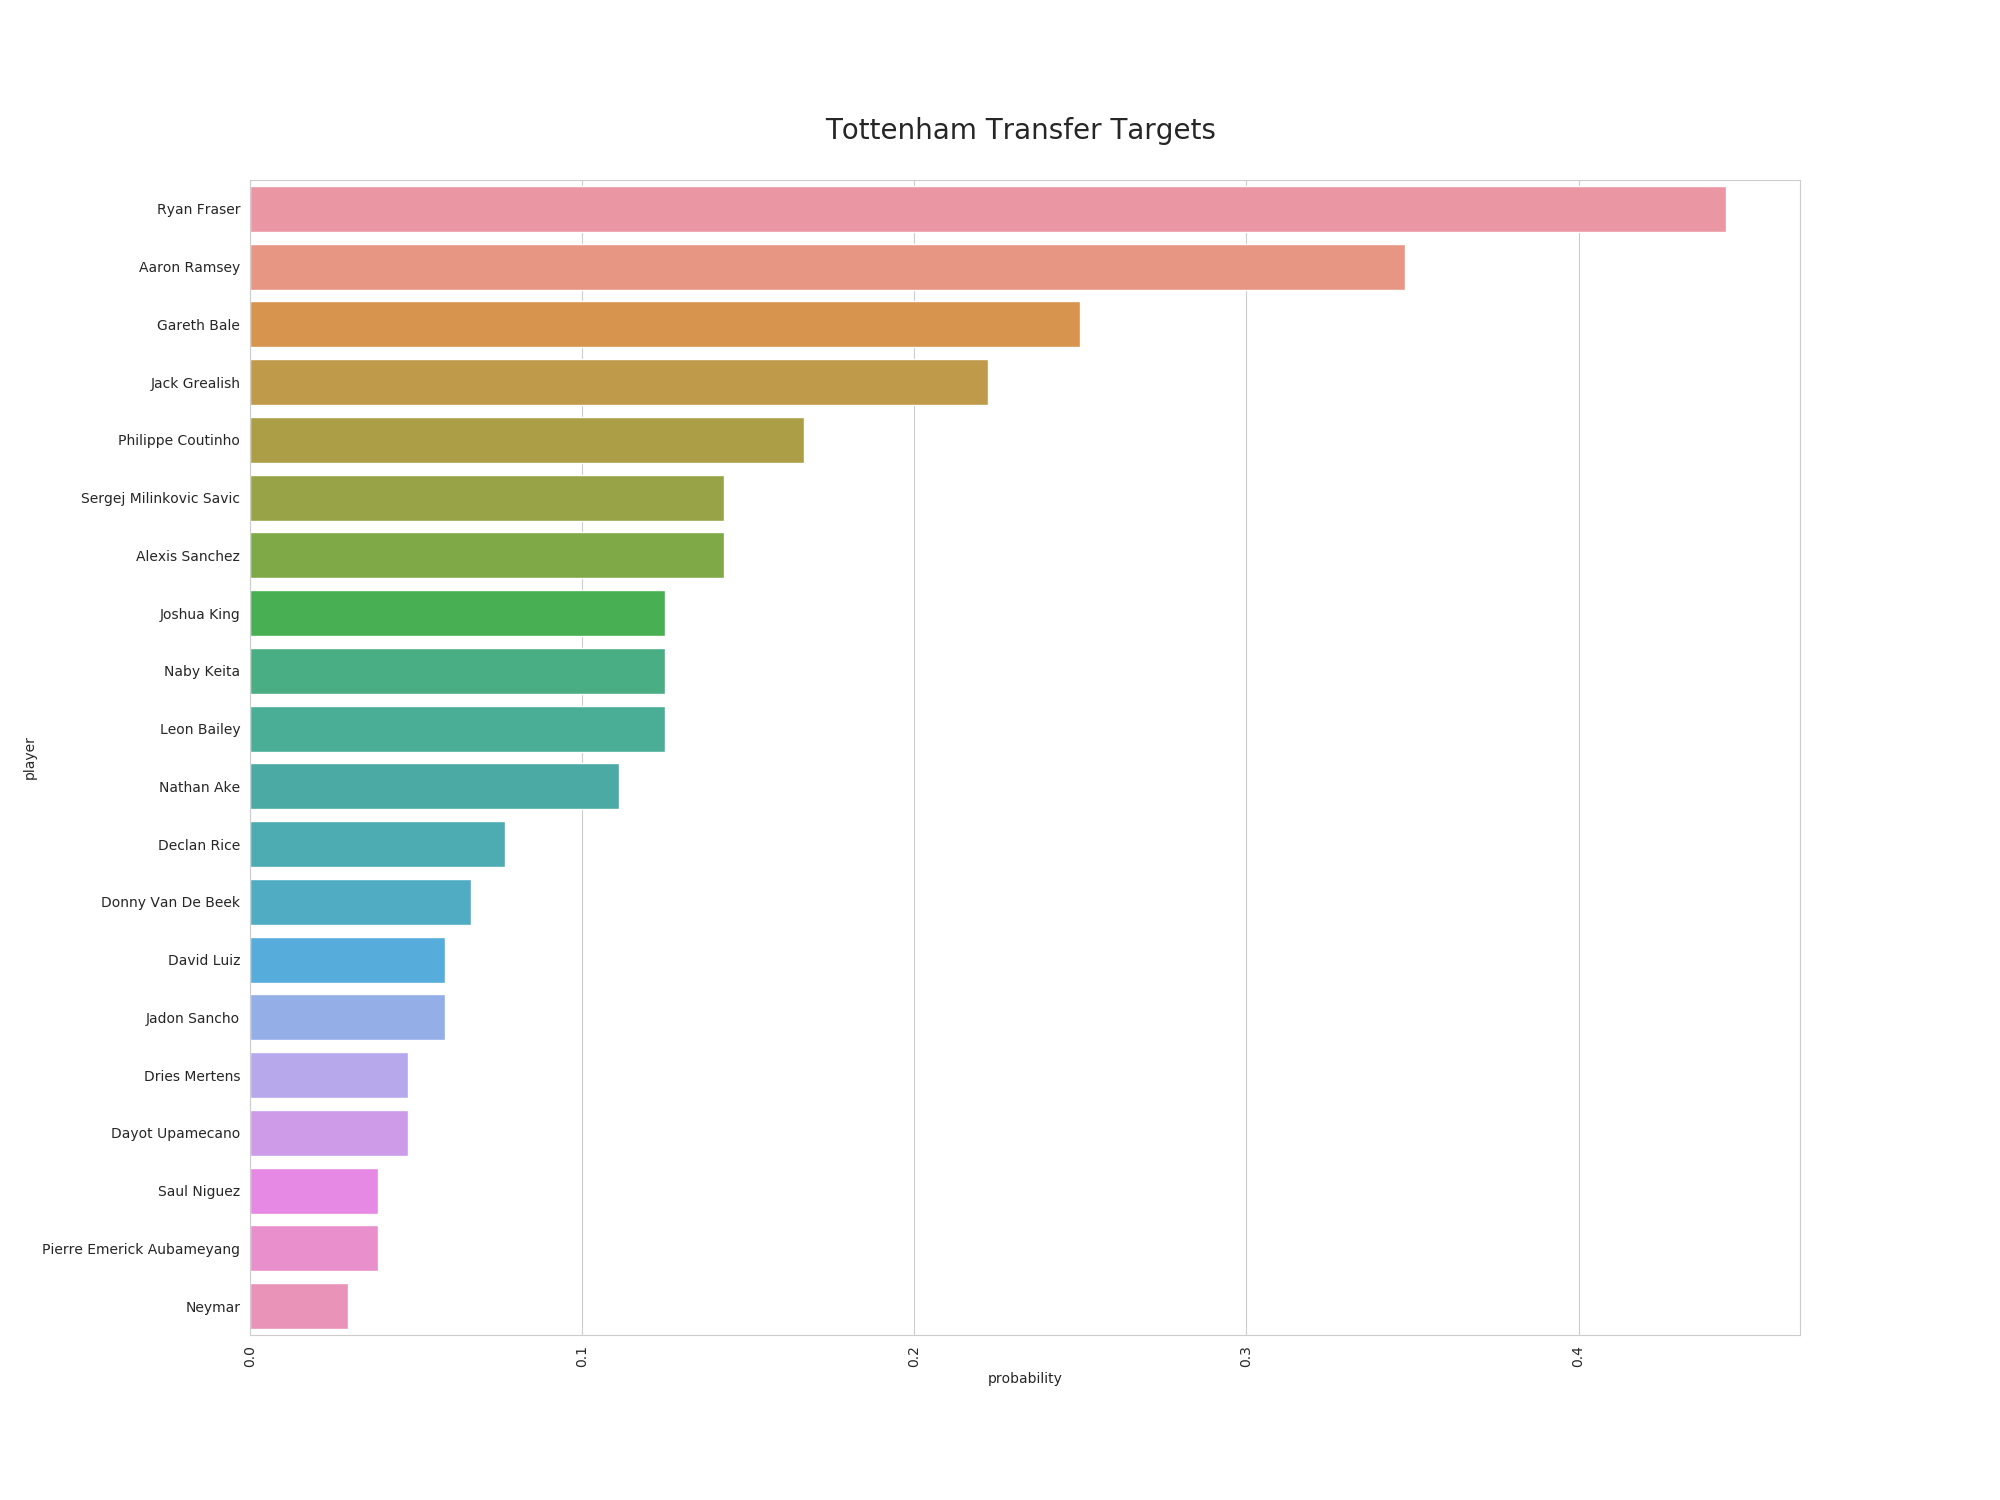 Tottenham Transfer Targets
Ryan Fraser
Aaron Ramsey
Gareth Bale
Jack Grealish
Philippe Coutinho
Sergej Milinkovic Savic
Alexis Sanchez
Joshua King
Naby Keita
Leon Bailey
Nathan Ake
Declan Rice
Donny Van De Beek
David Luiz
Jadon Sancho
Dries Mertens
Dayot Upamecano
Saul Niguez
Pierre Emerick Aubameyang
Neymar
player
0.0 0.1 0.2 0.3 0.4
probability